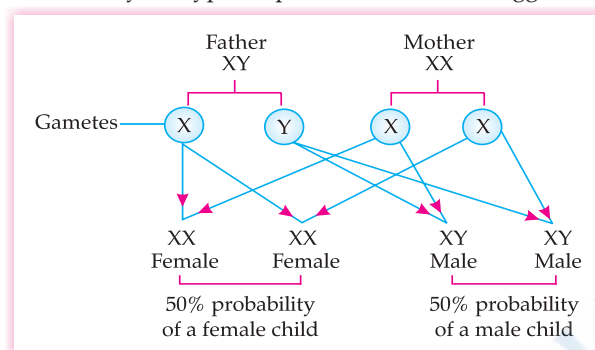 Father Mother
XY XX
Gametes X Y X X
XX XX XY XY
Female Female Male Male
50% probability 50% probability
of a female child of a male child